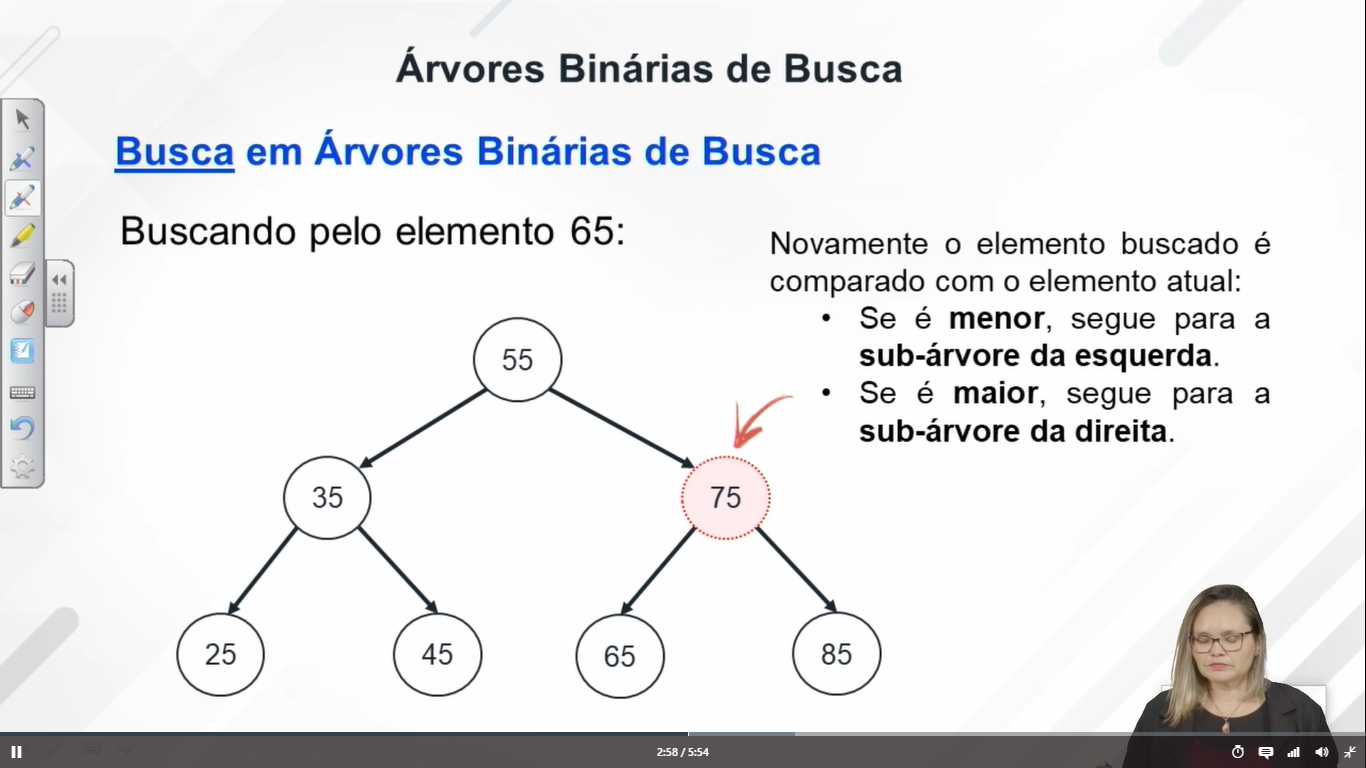 Árvores Binárias de Busca
Busca em Árvores Binárias de Busca
Buscando pelo elemento 65:
Novamente o elemento buscado é
comparado com o elemento atual:
• Se é menor, segue para a
sub-árvore da esquerda.
• Se é maior, segue para a
sub-árvore da direita.
55
35
75
25
45
65
85
2:58 / 5:54